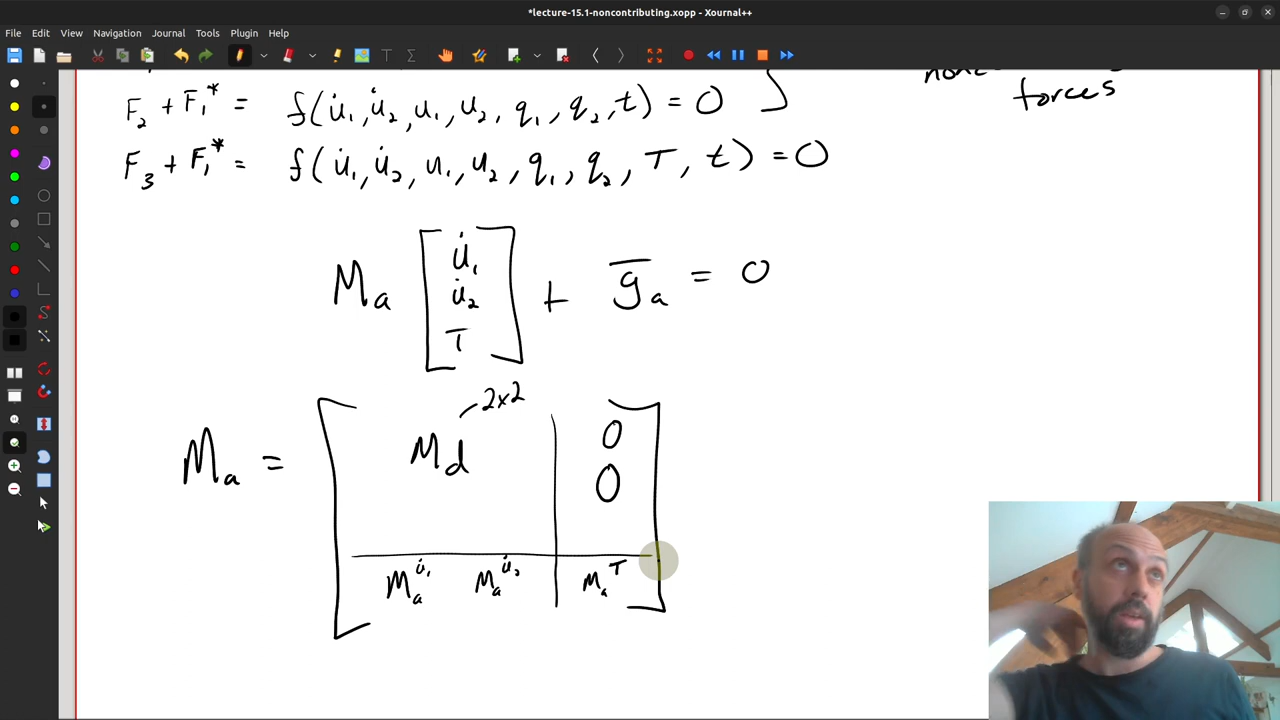 *lecture-15.1-noncontributing.xopp - Xournal++
File Edit View Navigation Journal Tools Plugin Help
forces
F₂ + F₁* = f(u̇₁, u̇₂, u₁, u₂, q₁, q₂, t) = 0
F₃ + F₁* = f(u̇₁, u̇₂, u₁, u₂, q₁, q₂, T, t) = 0
Mₐ [u̇₁ u̇₂ T] + ḡₐ = 0
2x2
Mₐ = [M_d 0 0
Mₐ^u̇₁ Mₐ^u̇₂ Mₐ^T]